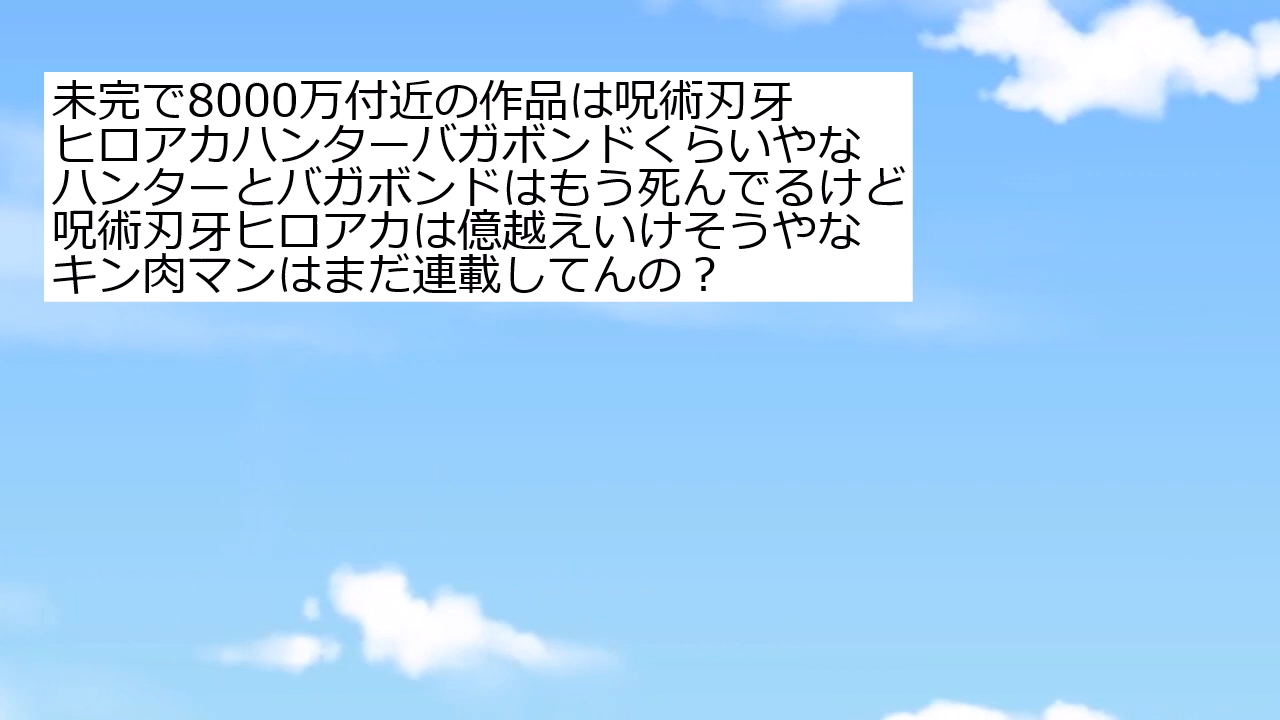 未完で8000万付近の作品は呪術刃牙
ヒロアカハンターバガボンドくらいやな
ハンターとバガボンドはもう死んでるけど
呪術刃牙ヒロアカは億越えいけそうやな
キン肉マンはまだ連載してんの？